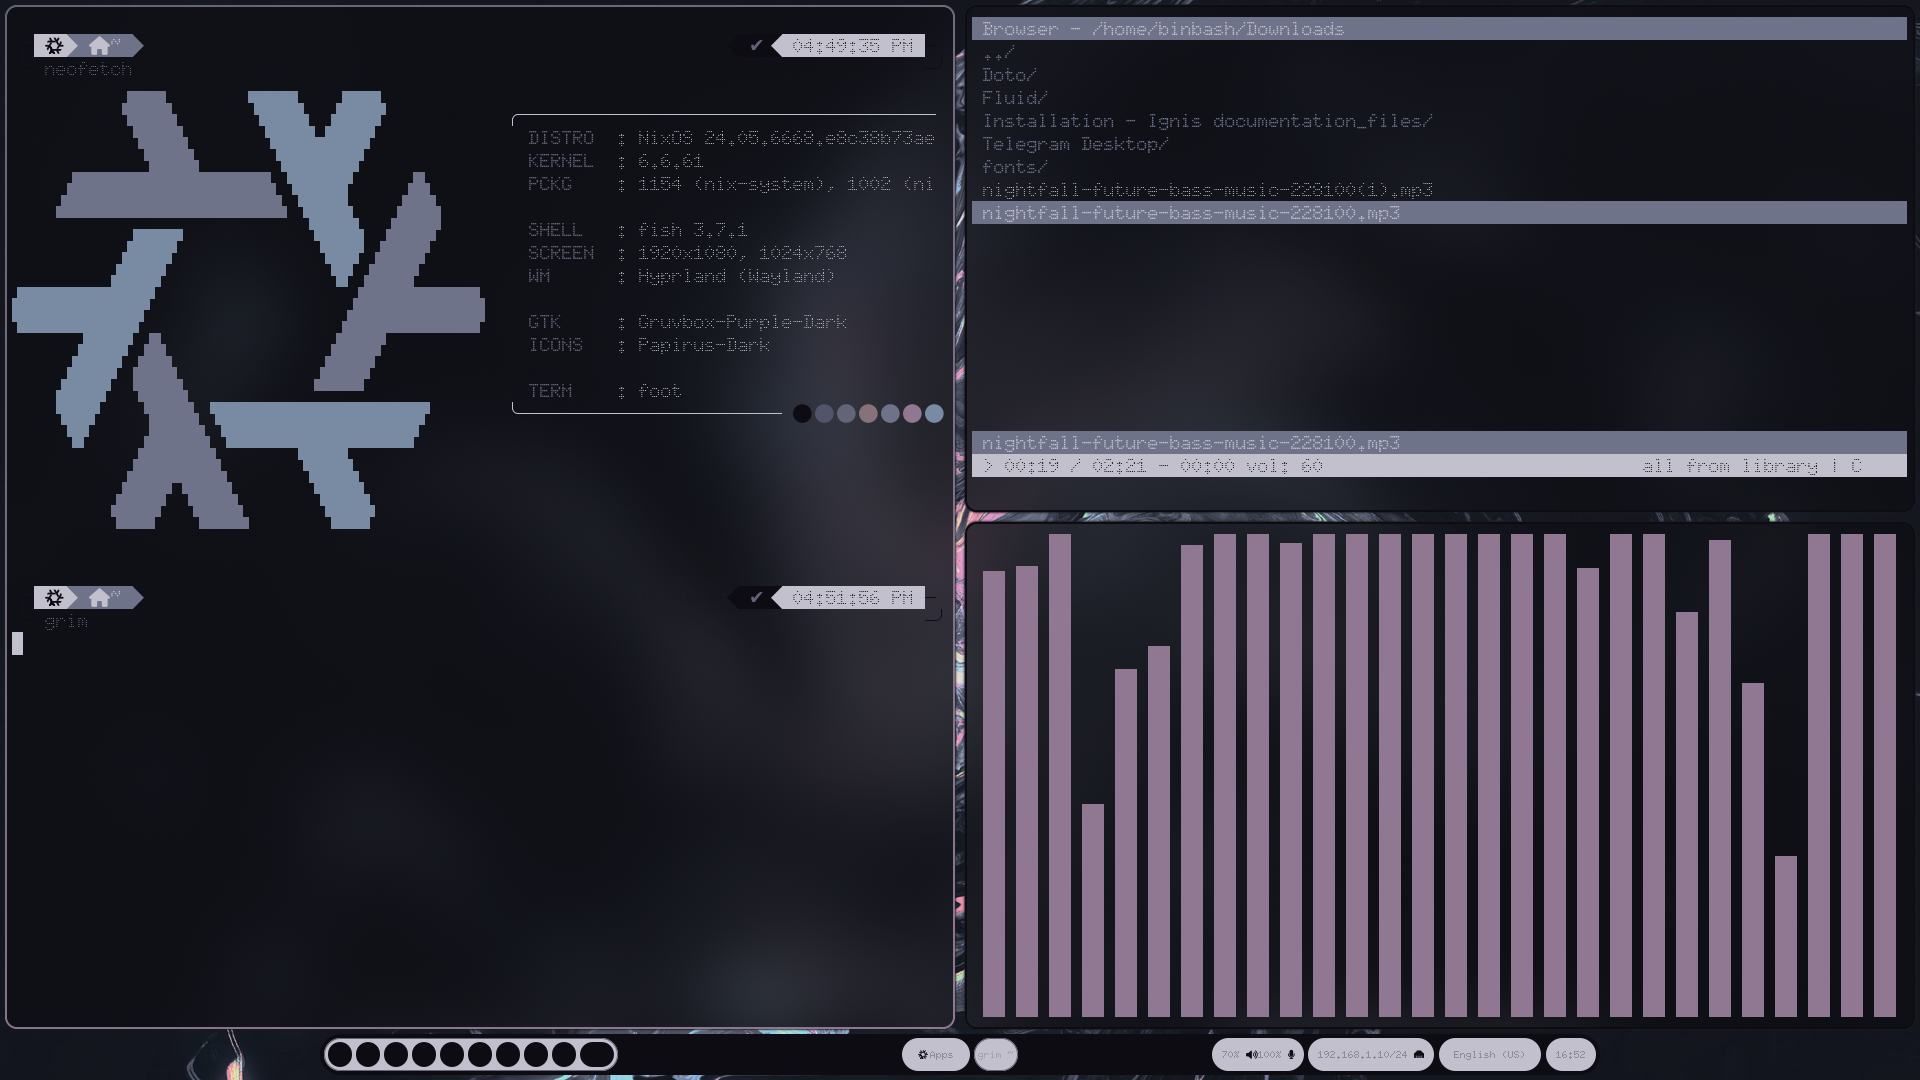 ~ ✔ 04:49:35 PM
neofetch
DISTRO : NixOS 24.05.6668.e8c38b73ae
KERNEL : 6.6.61
PCKG : 1154 (nix-system), 1002 (ni
SHELL : fish 3.7.1
SCREEN : 1920x1080, 1024x768
WM : Hyprland (Wayland)
GTK : Gruvbox-Purple-Dark
ICONS : Papirus-Dark
TERM : foot
~ ✔ 04:51:56 PM
grim
Browser - /home/binbash/Downloads
../
Doto/
Fluid/
Installation - Ignis documentation_files/
Telegram Desktop/
fonts/
nightfall-future-bass-music-228100(1).mp3
nightfall-future-bass-music-228100.mp3
nightfall-future-bass-music-228100.mp3
> 00:19 / 02:21 - 00:00 vol: 60 all from library | C
Apps grim ~ 70% 100% 192.168.1.10/24 English (US) 16:52